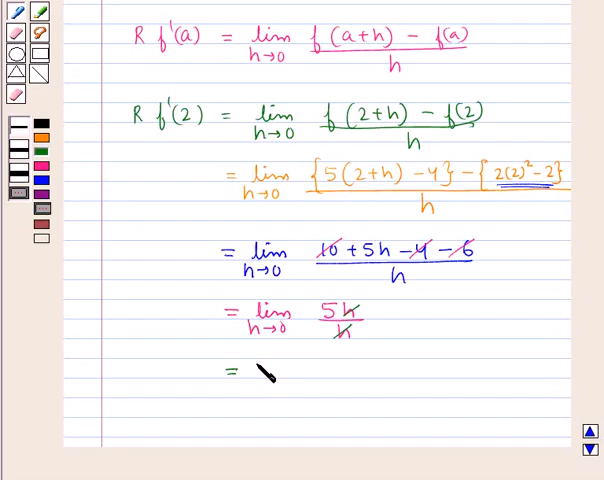 R f'(a) = lim h→0 f(a+h) - f(a) / h
R f'(2) = lim h→0 f(2+h) - f(2) / h
= lim h→0 {5(2+h) -4} - {2(2)² - 2} / h
= lim h→0 10 + 5h - 4 - 6 / h
= lim h→0 5h / h
=